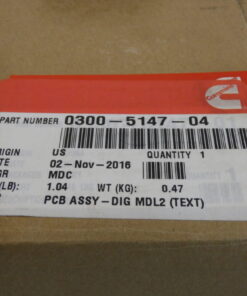 PART NUMBER 0300-5147-04
RIGIN US QUANTITY 1
TE 02-Nov-2016
GR MDC
(LB): 1.04 WT (KG): 0.47
PCB ASSY-DIG MDL2 (TEXT)